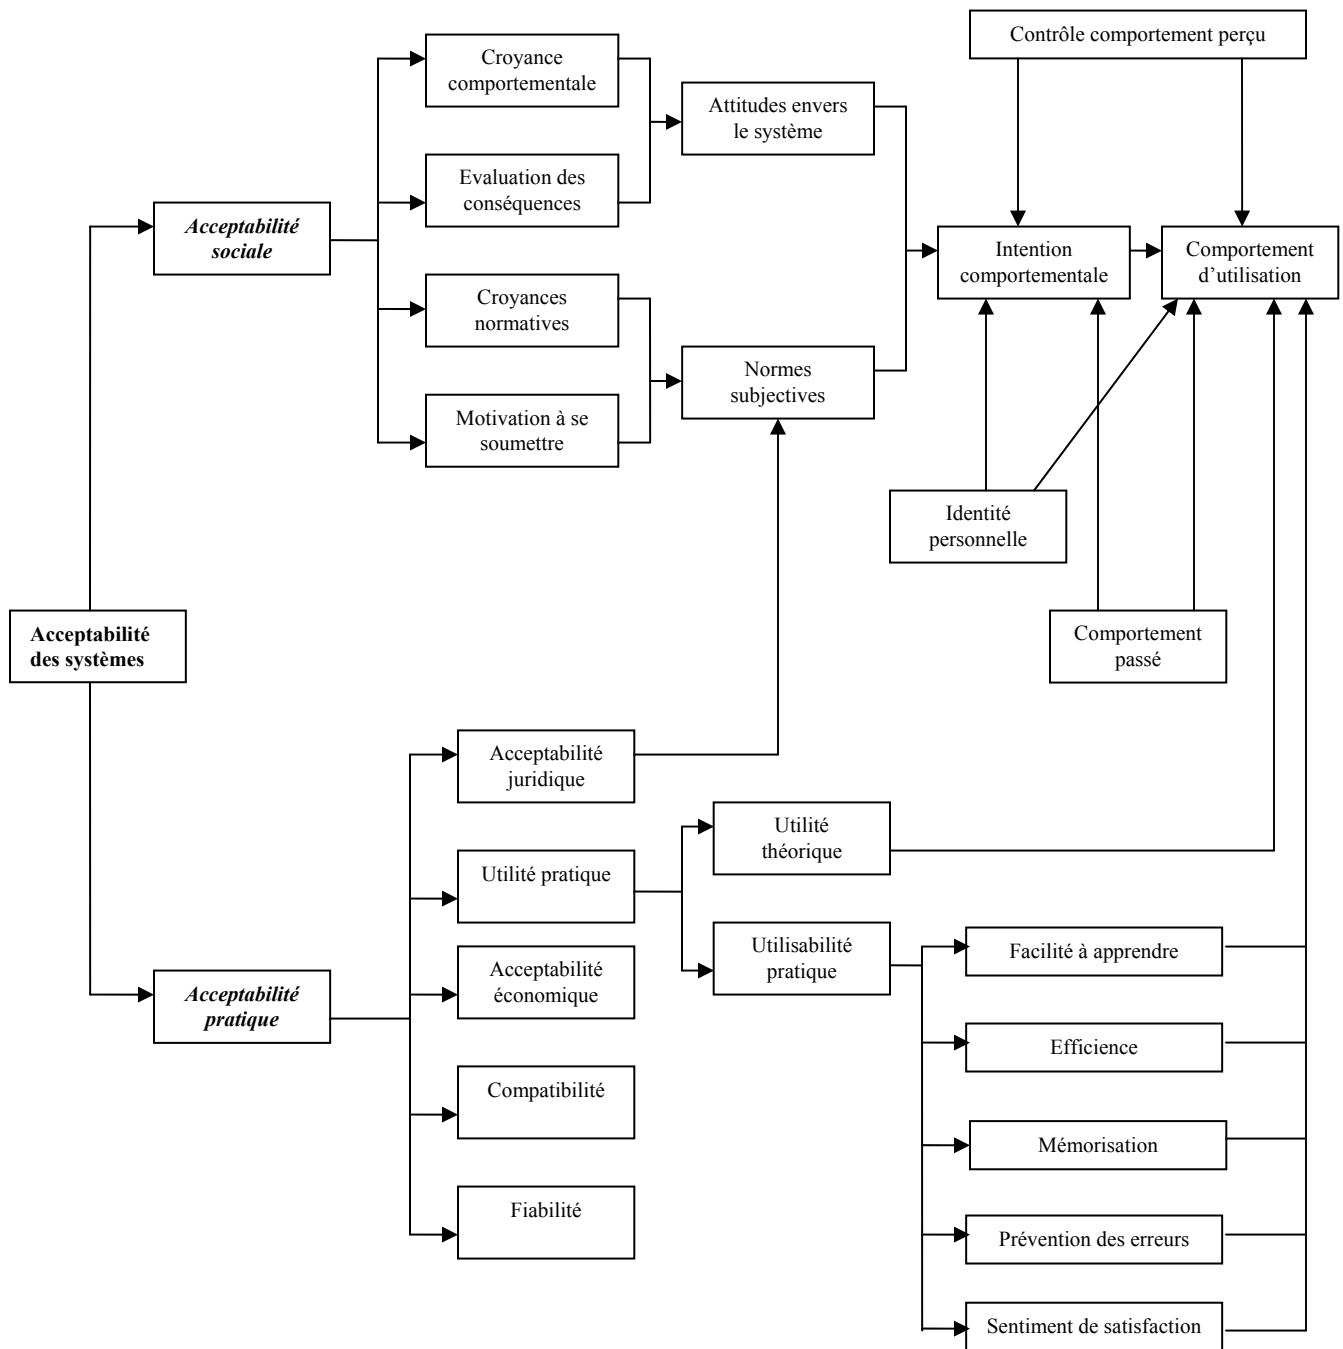 Contrôle comportement perçu
Croyance
comportementale
Attitudes envers
le système
Evaluation des
conséquences
Acceptabilité
sociale
Intention
comportementale
Comportement
d’utilisation
Croyances
normatives
Normes
subjectives
Motivation à se
soumettre
Identité
personnelle
Acceptabilité
des systèmes
Comportement
passé
Acceptabilité
juridique
Utilité
théorique
Utilité pratique
Utilisabilité
pratique
Facilité à apprendre
Acceptabilité
économique
Acceptabilité
pratique
Efficience
Compatibilité
Mémorisation
Fiabilité
Prévention des erreurs
Sentiment de satisfaction